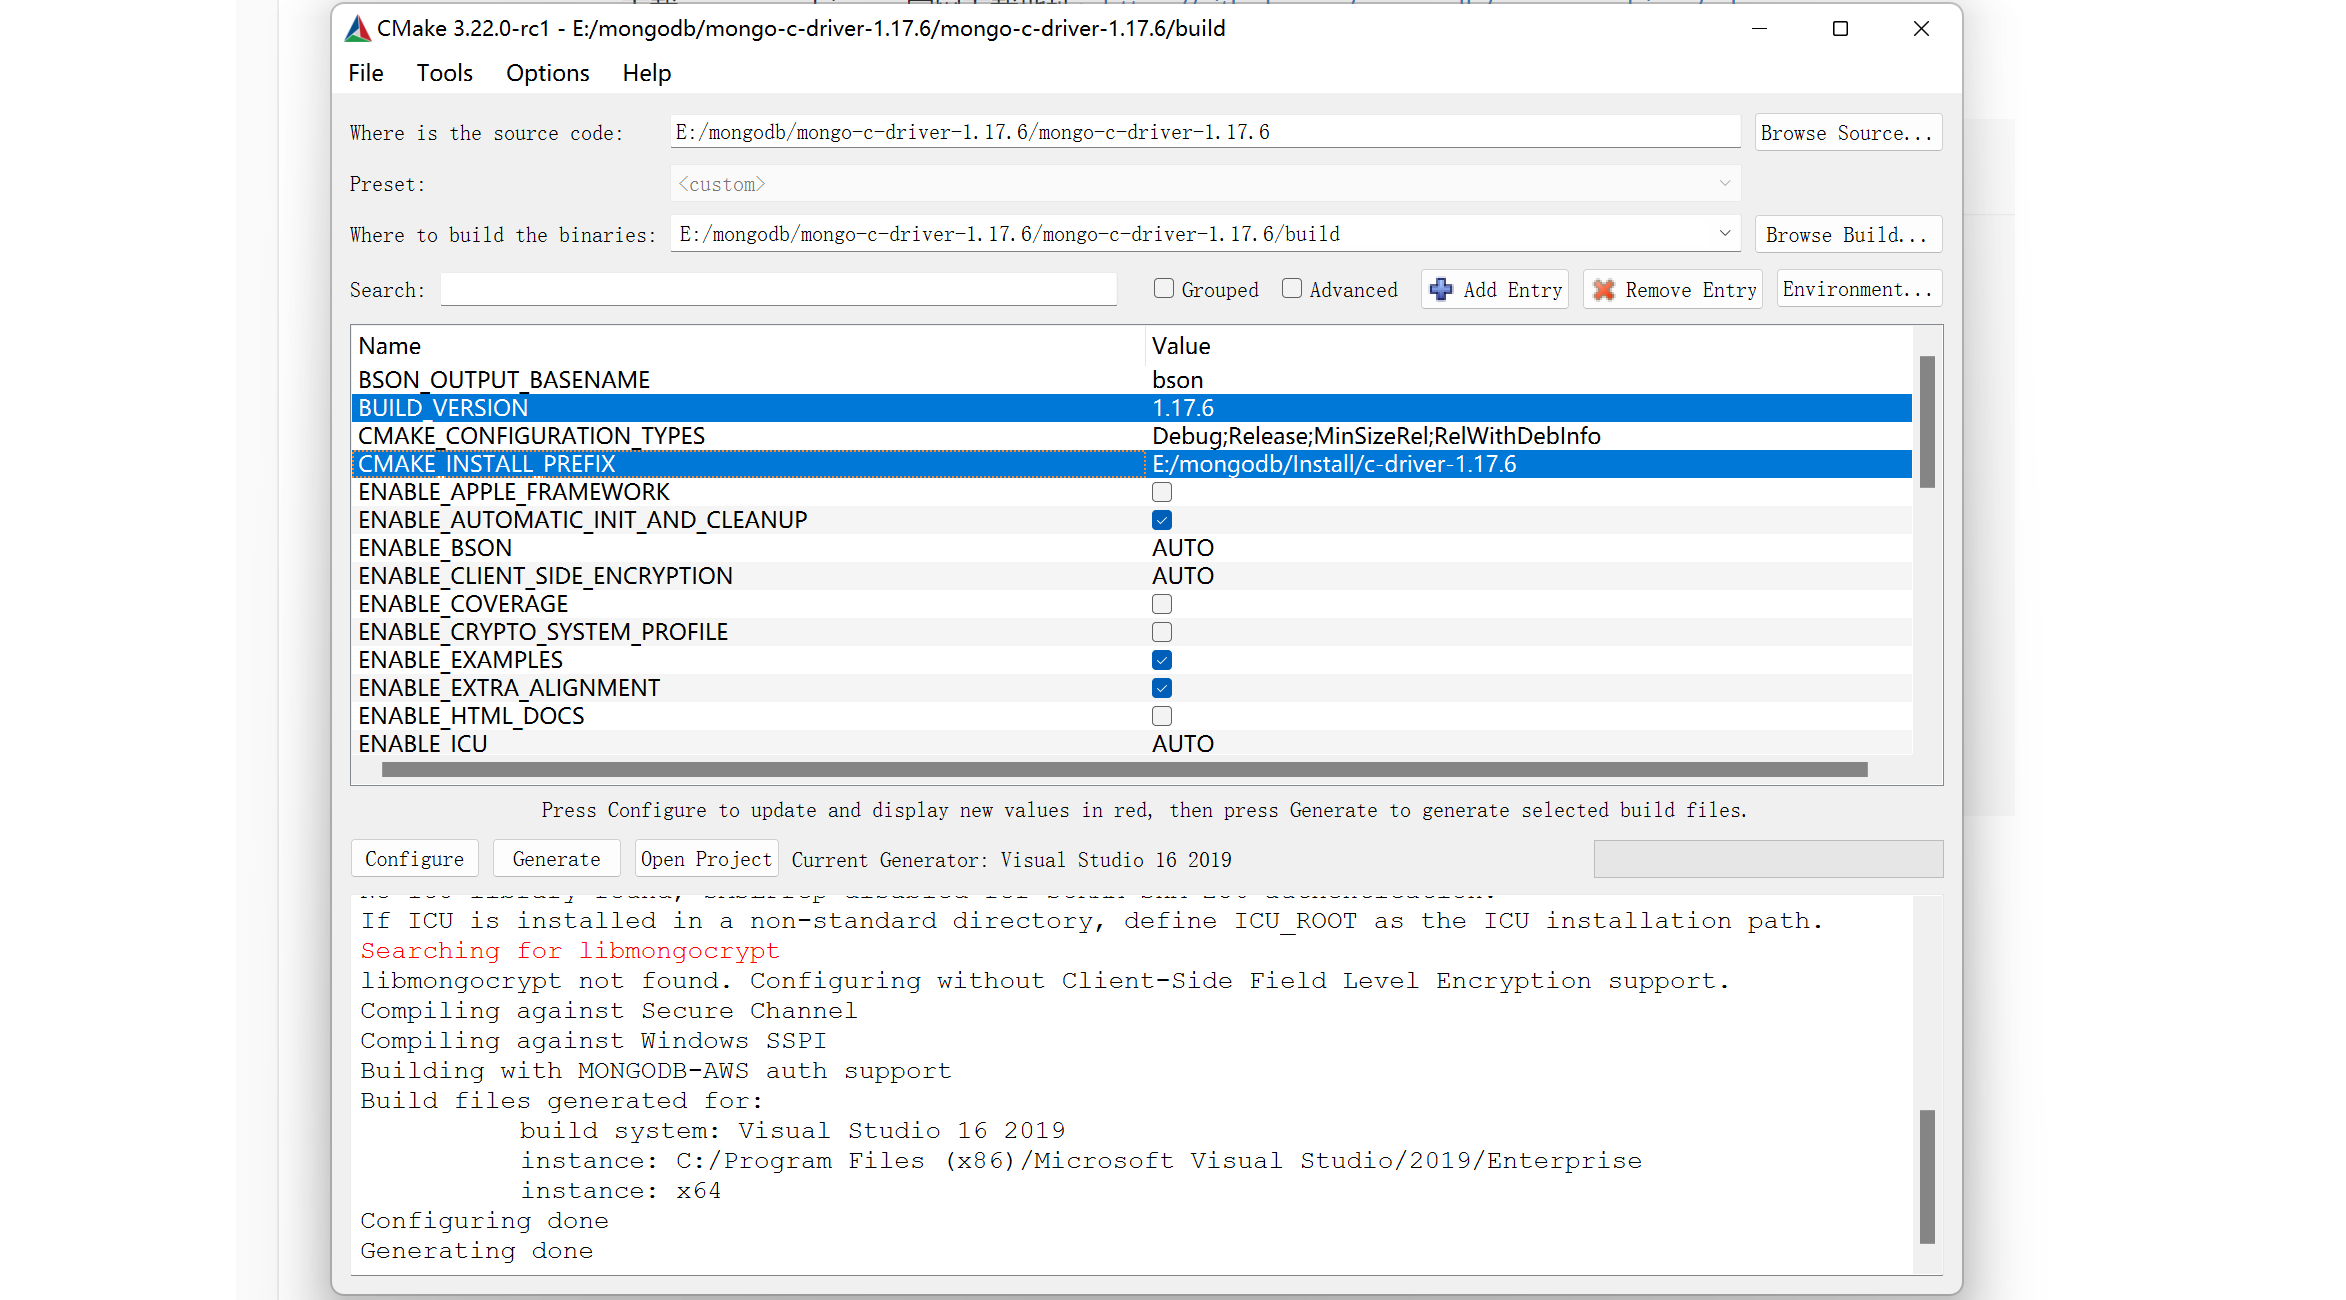 CMake 3.22.0-rc1 - E:/mongodb/mongo-c-driver-1.17.6/mongo-c-driver-1.17.6/build
File Tools Options Help
Where is the source code: E:/mongodb/mongo-c-driver-1.17.6/mongo-c-driver-1.17.6 Browse Source...
Preset: <custom>
Where to build the binaries: E:/mongodb/mongo-c-driver-1.17.6/mongo-c-driver-1.17.6/build Browse Build...
Search: Grouped Advanced Add Entry Remove Entry Environment...
Name Value
BSON_OUTPUT_BASENAME bson
BUILD_VERSION 1.17.6
CMAKE_CONFIGURATION_TYPES Debug;Release;MinSizeRel;RelWithDebInfo
CMAKE_INSTALL_PREFIX E:/mongodb/Install/c-driver-1.17.6
ENABLE_APPLE_FRAMEWORK
ENABLE_AUTOMATIC_INIT_AND_CLEANUP
ENABLE_BSON AUTO
ENABLE_CLIENT_SIDE_ENCRYPTION AUTO
ENABLE_COVERAGE
ENABLE_CRYPTO_SYSTEM_PROFILE
ENABLE_EXAMPLES
ENABLE_EXTRA_ALIGNMENT
ENABLE_HTML_DOCS
ENABLE_ICU AUTO
Press Configure to update and display new values in red, then press Generate to generate selected build files.
Configure Generate Open Project Current Generator: Visual Studio 16 2019
If ICU is installed in a non-standard directory, define ICU_ROOT as the ICU installation path.
Searching for libmongocrypt
libmongocrypt not found. Configuring without Client-Side Field Level Encryption support.
Compiling against Secure Channel
Compiling against Windows SSPI
Building with MONGODB-AWS auth support
Build files generated for:
build system: Visual Studio 16 2019
instance: C:/Program Files (x86)/Microsoft Visual Studio/2019/Enterprise
instance: x64
Configuring done
Generating done